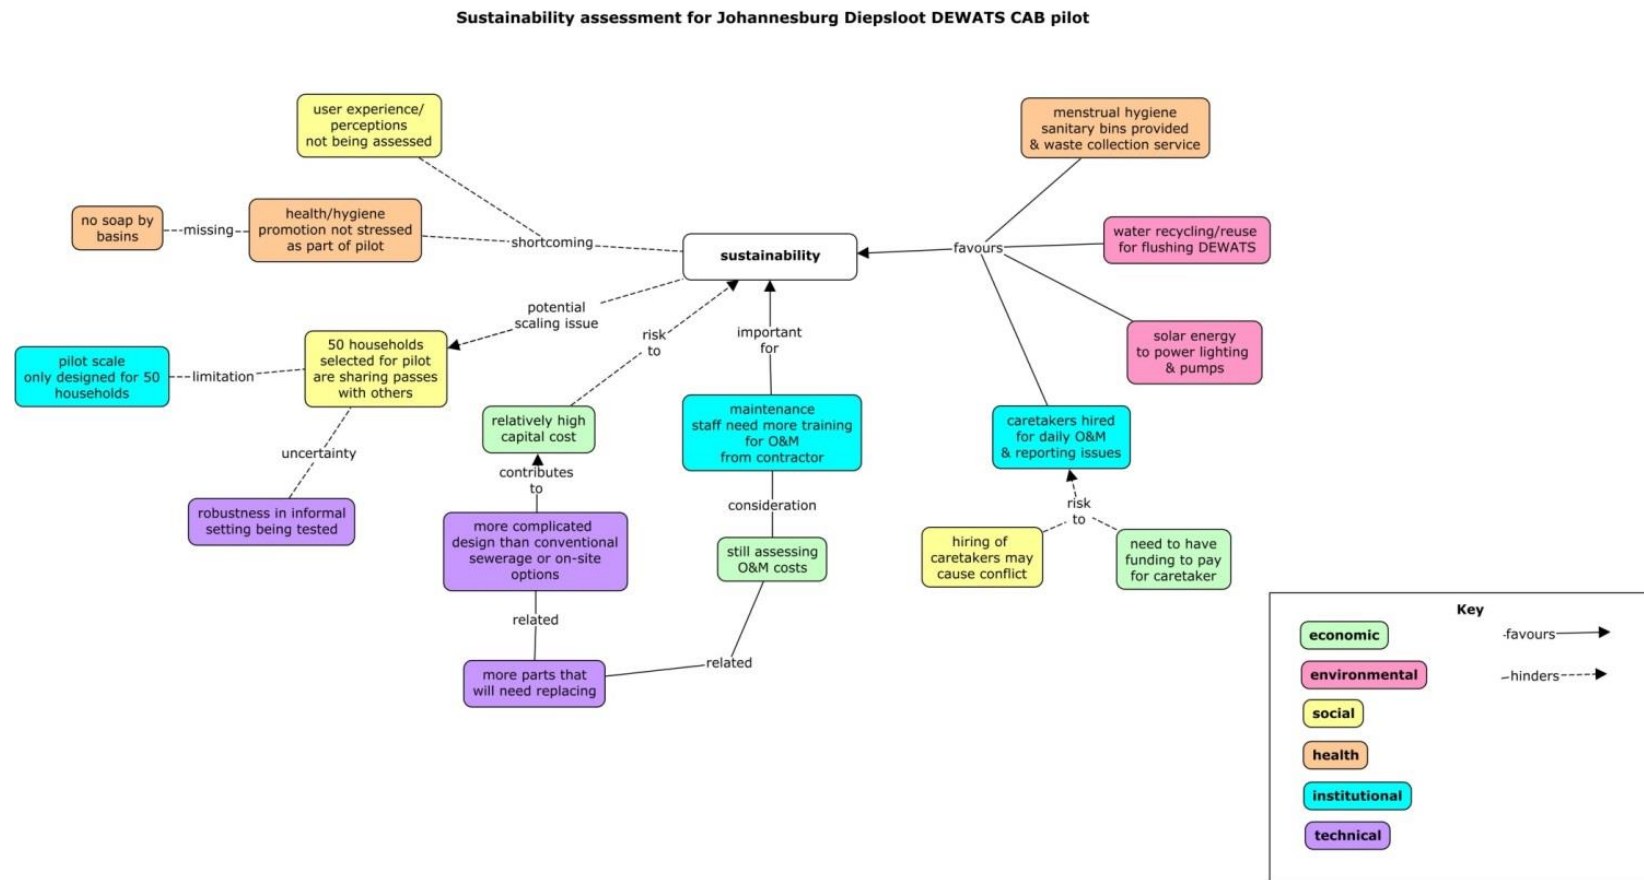 Sustainability assessment for Johannesburg Diepsloot DEWATS CAB pilot
user experience/
perceptions
not being assessed
menstrual hygiene
sanitary bins provided
& waste collection service
no soap by
basins
missing
health/hygiene
promotion not stressed
as part of pilot
shortcoming
sustainability
favours
water recycling/reuse
for flushing DEWATS
potential
scaling issue
risk
to
important
for
solar energy
to power lighting
& pumps
pilot scale
only designed for 50
households
limitation
50 households
selected for pilot
are sharing passes
with others
relatively high
capital cost
maintenance
staff need more training
for O&M
from contractor
caretakers hired
for daily O&M
& reporting issues
uncertainty
contributes
to
consideration
risk
to
robustness in informal
setting being tested
more complicated
design than conventional
sewerage or on-site
options
still assessing
O&M costs
hiring of
caretakers may
cause conflict
need to have
funding to pay
for caretaker
related
related
more parts that
will need replacing
Key
economic
favours
environmental
hinders
social
health
institutional
technical